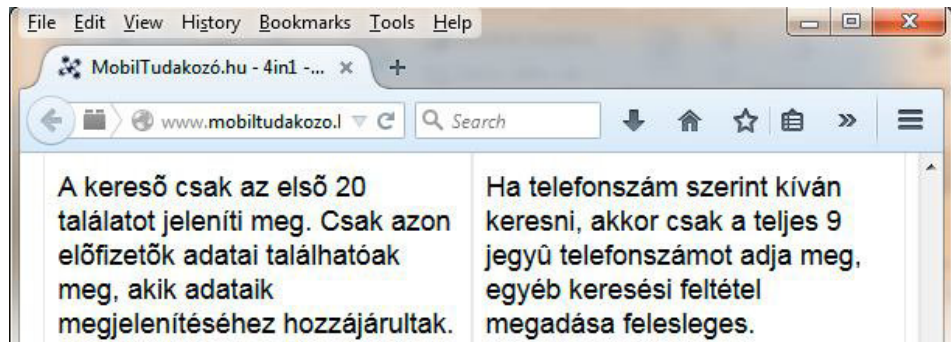 File Edit View History Bookmarks Tools Help
MobilTudakozó.hu - 4in1 -...
www.mobiltudakozo.l
Search
A keresõ csak az elsõ 20
találatot jeleníti meg. Csak azon
elõfizetõk adatai találhatóak
meg, akik adataik
megjelenítéséhez hozzájárultak.
Ha telefonszám szerint kíván
keresni, akkor csak a teljes 9
jegyû telefonszámot adja meg,
egyéb keresési feltétel
megadása felesleges.